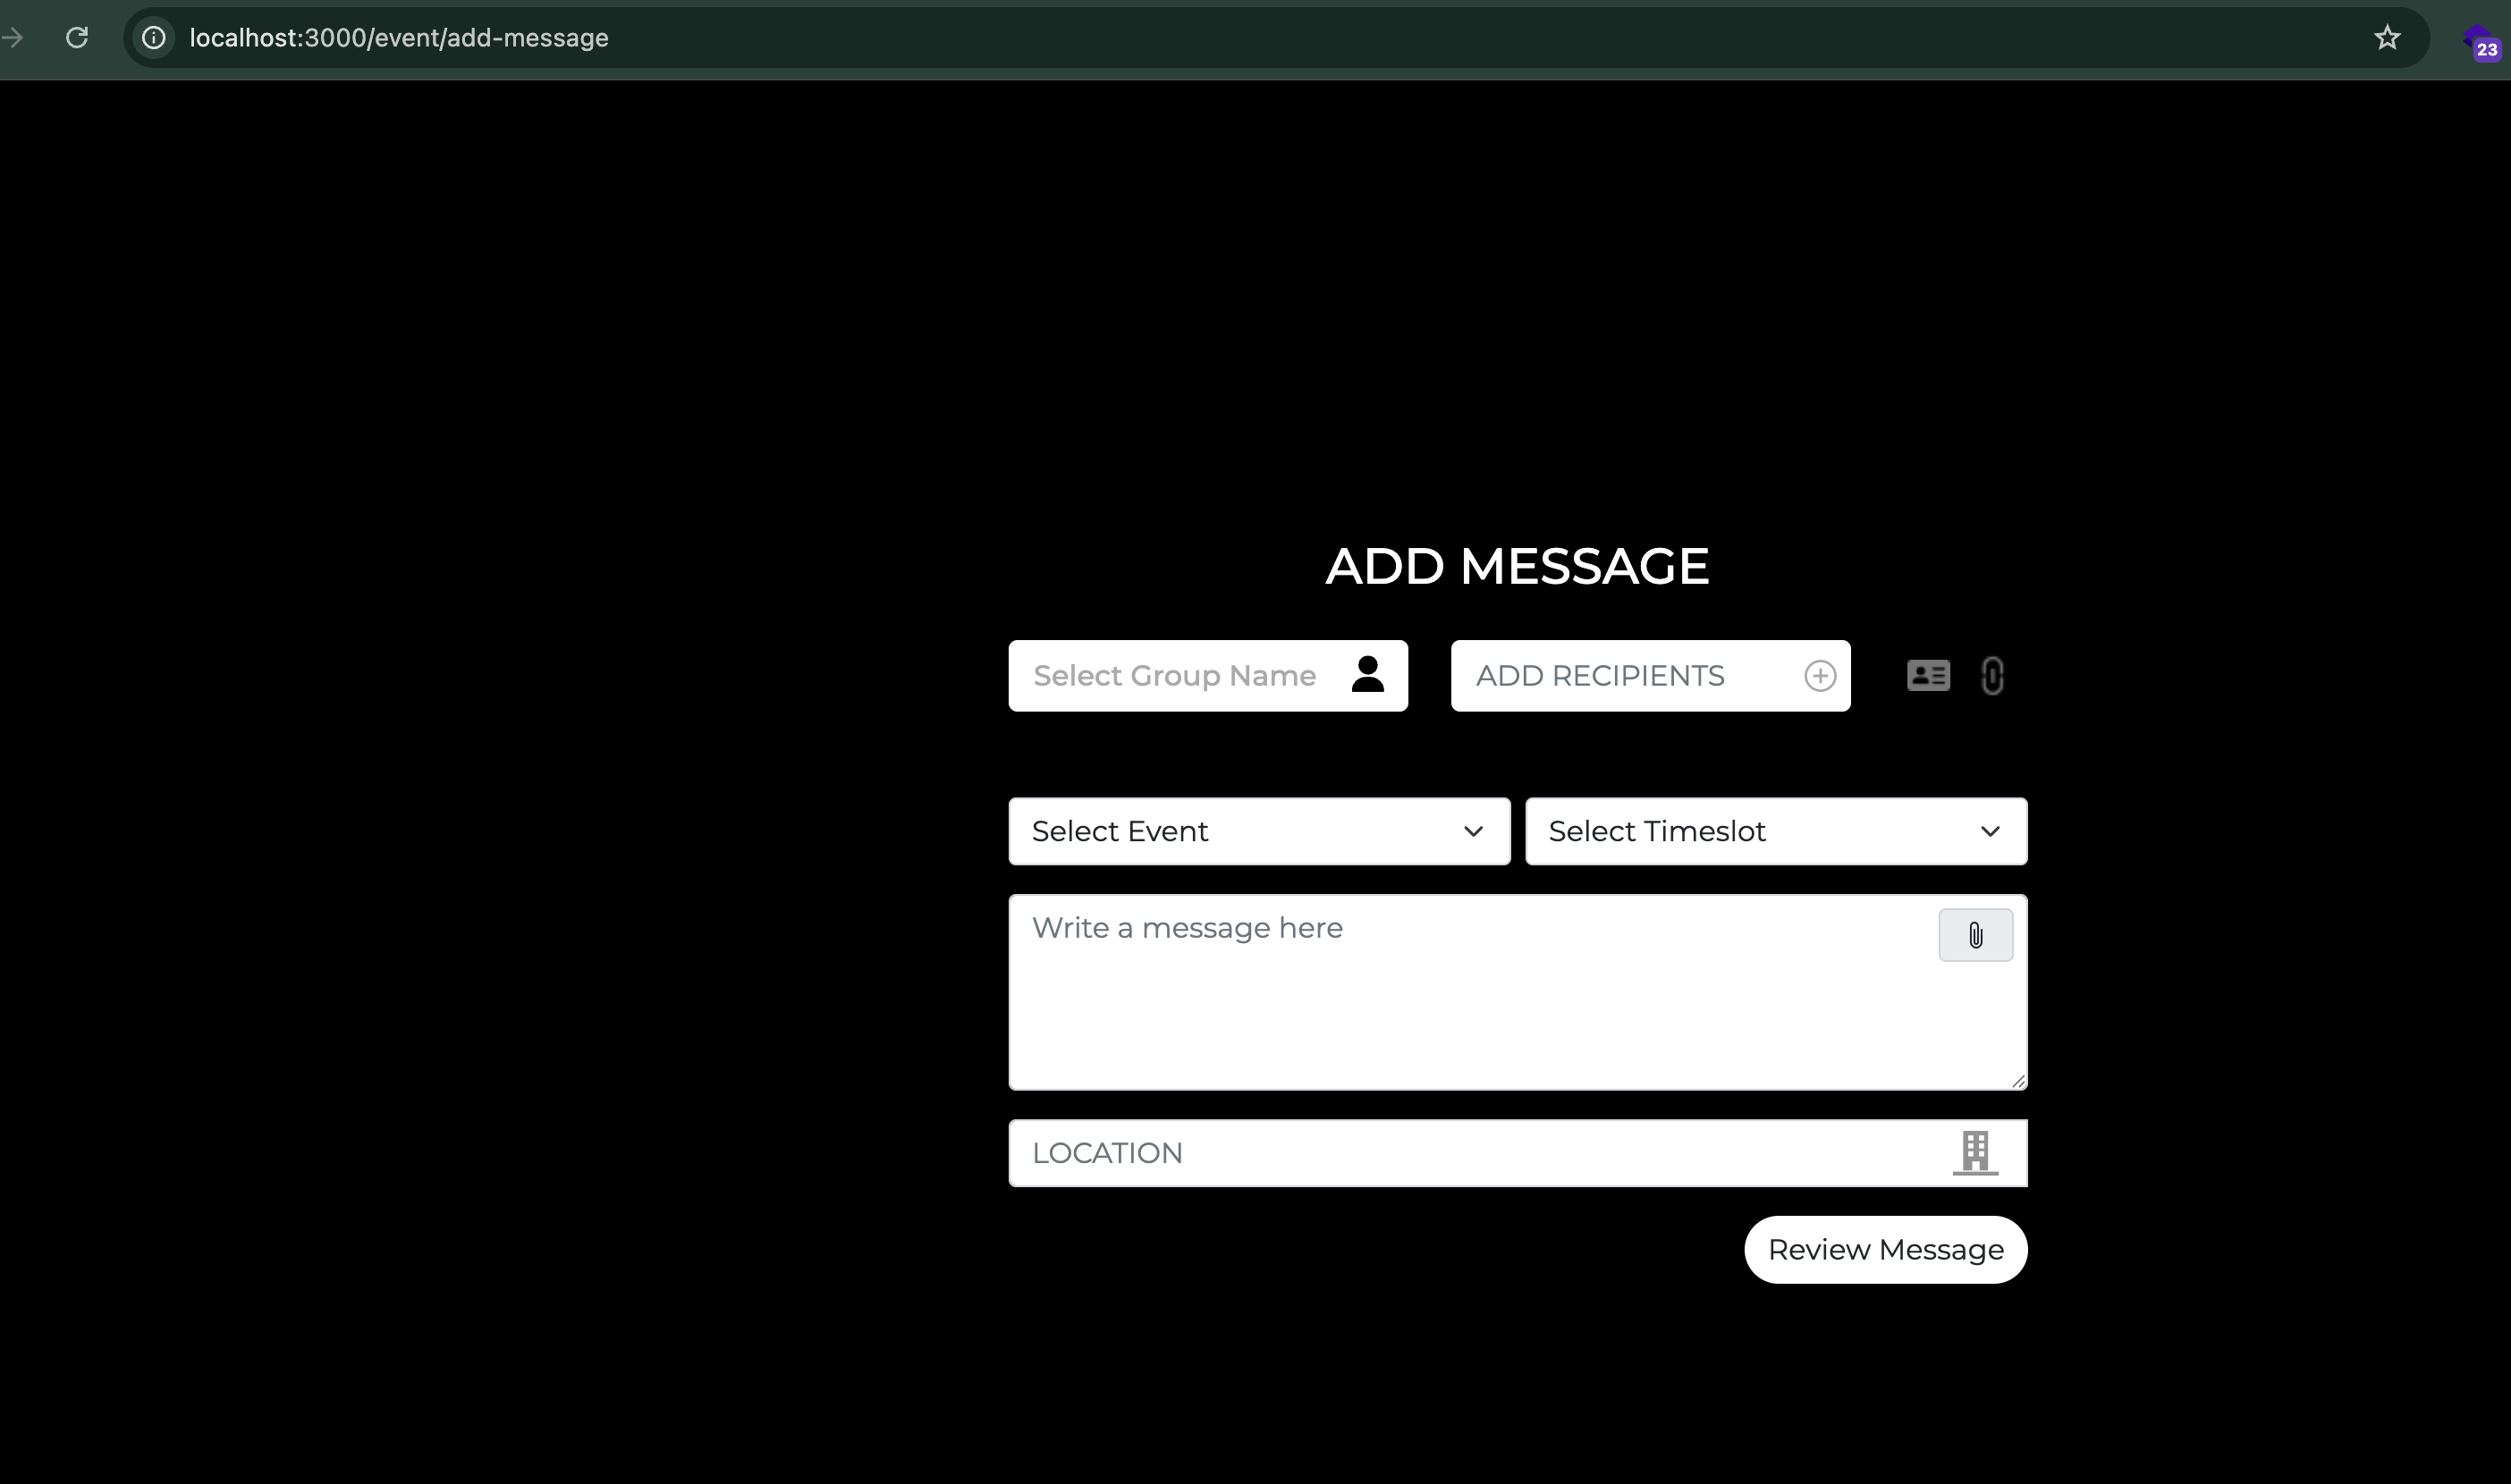 localhost:3000/event/add-message
23
ADD MESSAGE
Select Group Name
ADD RECIPIENTS
Select Event
Select Timeslot
Write a message here
LOCATION
Review Message